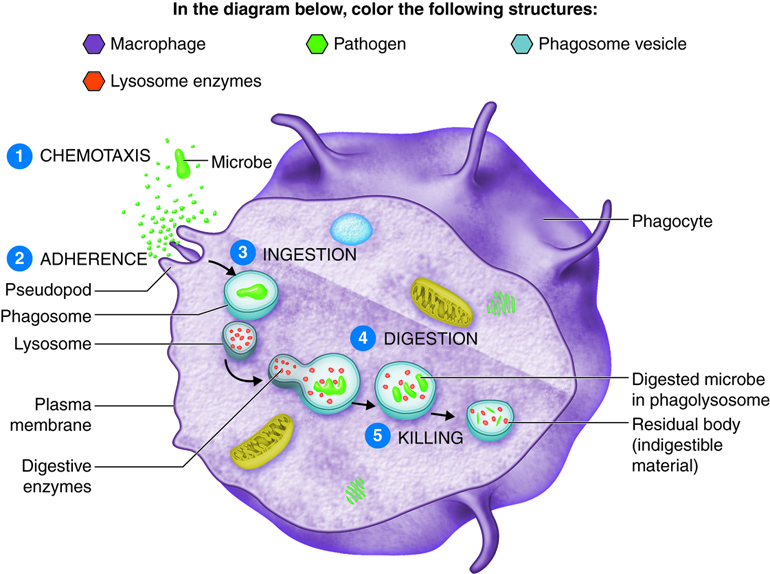 In the diagram below, color the following structures:
Macrophage
Pathogen
Phagosome vesicle
Lysosome enzymes
1 CHEMOTAXIS
Microbe
Phagocyte
2 ADHERENCE
3 INGESTION
Pseudopod
Phagosome
Lysosome
4 DIGESTION
Plasma
membrane
Digested microbe
in phagolysosome
5 KILLING
Residual body
(indigestible
material)
Digestive
enzymes